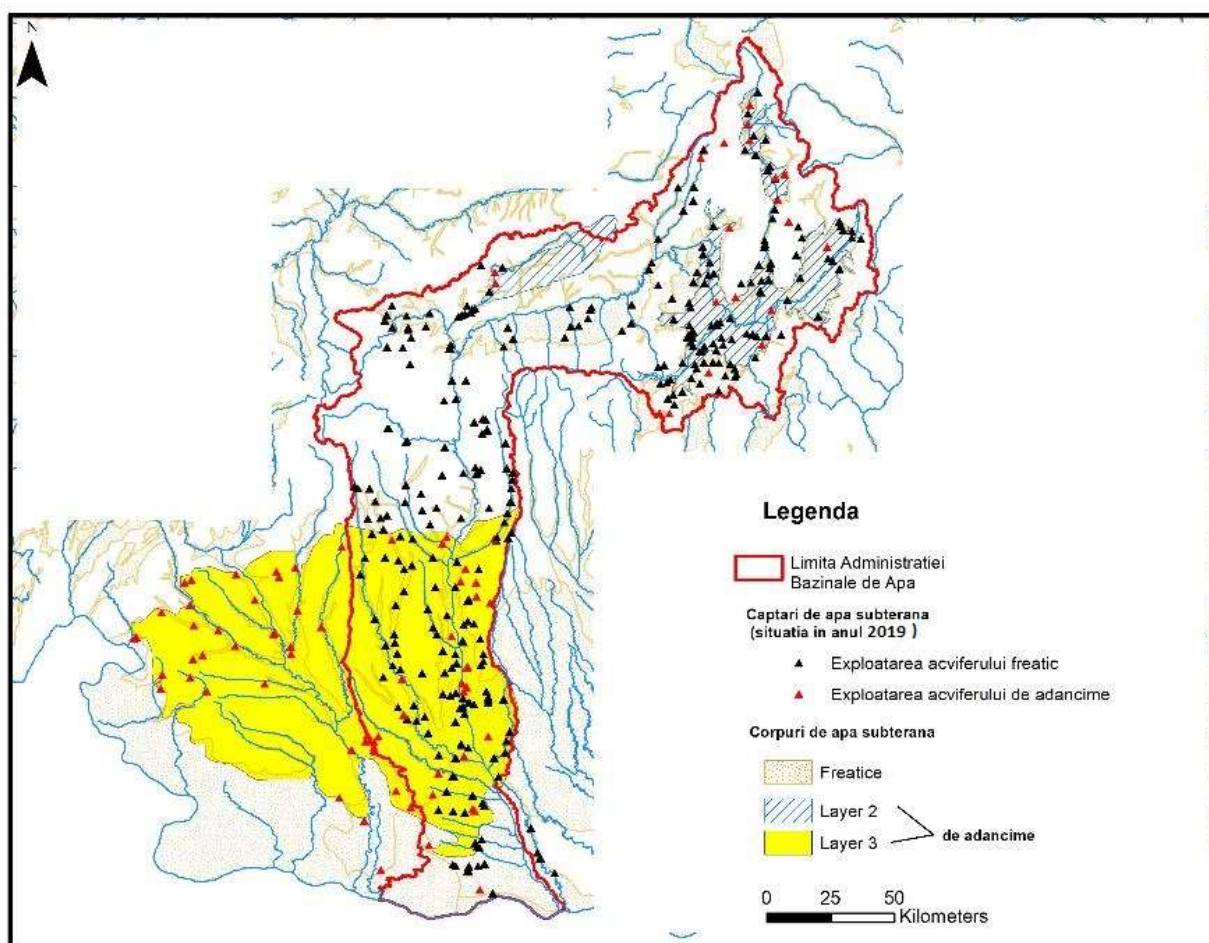 N
Legenda
Limita Administratiei
Bazinale de Apa
Captari de apa subterana
(situatia in anul 2019 )
Exploatarea acviferului freatic
Exploatarea acviferului de adancime
Corpuri de apa subterana
Freatice
Layer 2
de adancime
Layer 3
0 25 50
Kilometers